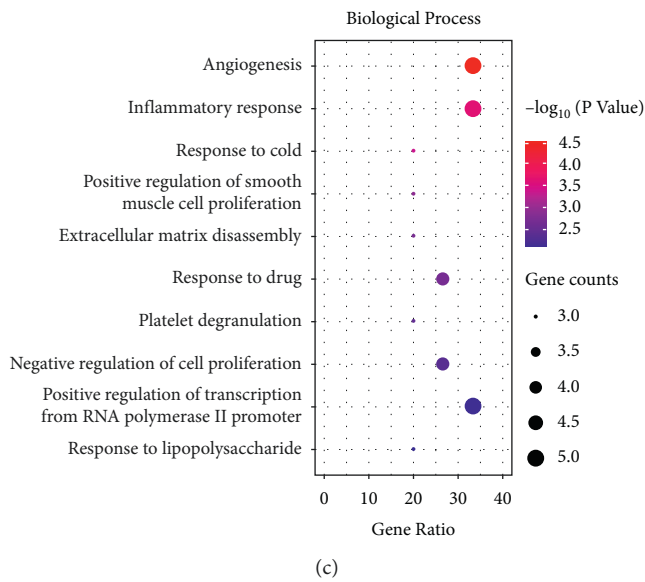 Biological Process
Angiogenesis
Inflammatory response
Response to cold
Positive regulation of smooth
muscle cell proliferation
Extracellular matrix disassembly
Response to drug
Platelet degranulation
Negative regulation of cell proliferation
Positive regulation of transcription
from RNA polymerase II promoter
Response to lipopolysaccharide
0 10 20 30 40
Gene Ratio
–log₁₀ (P Value)
4.5
4.0
3.5
3.0
2.5
Gene counts
3.0
3.5
4.0
4.5
5.0
(c)